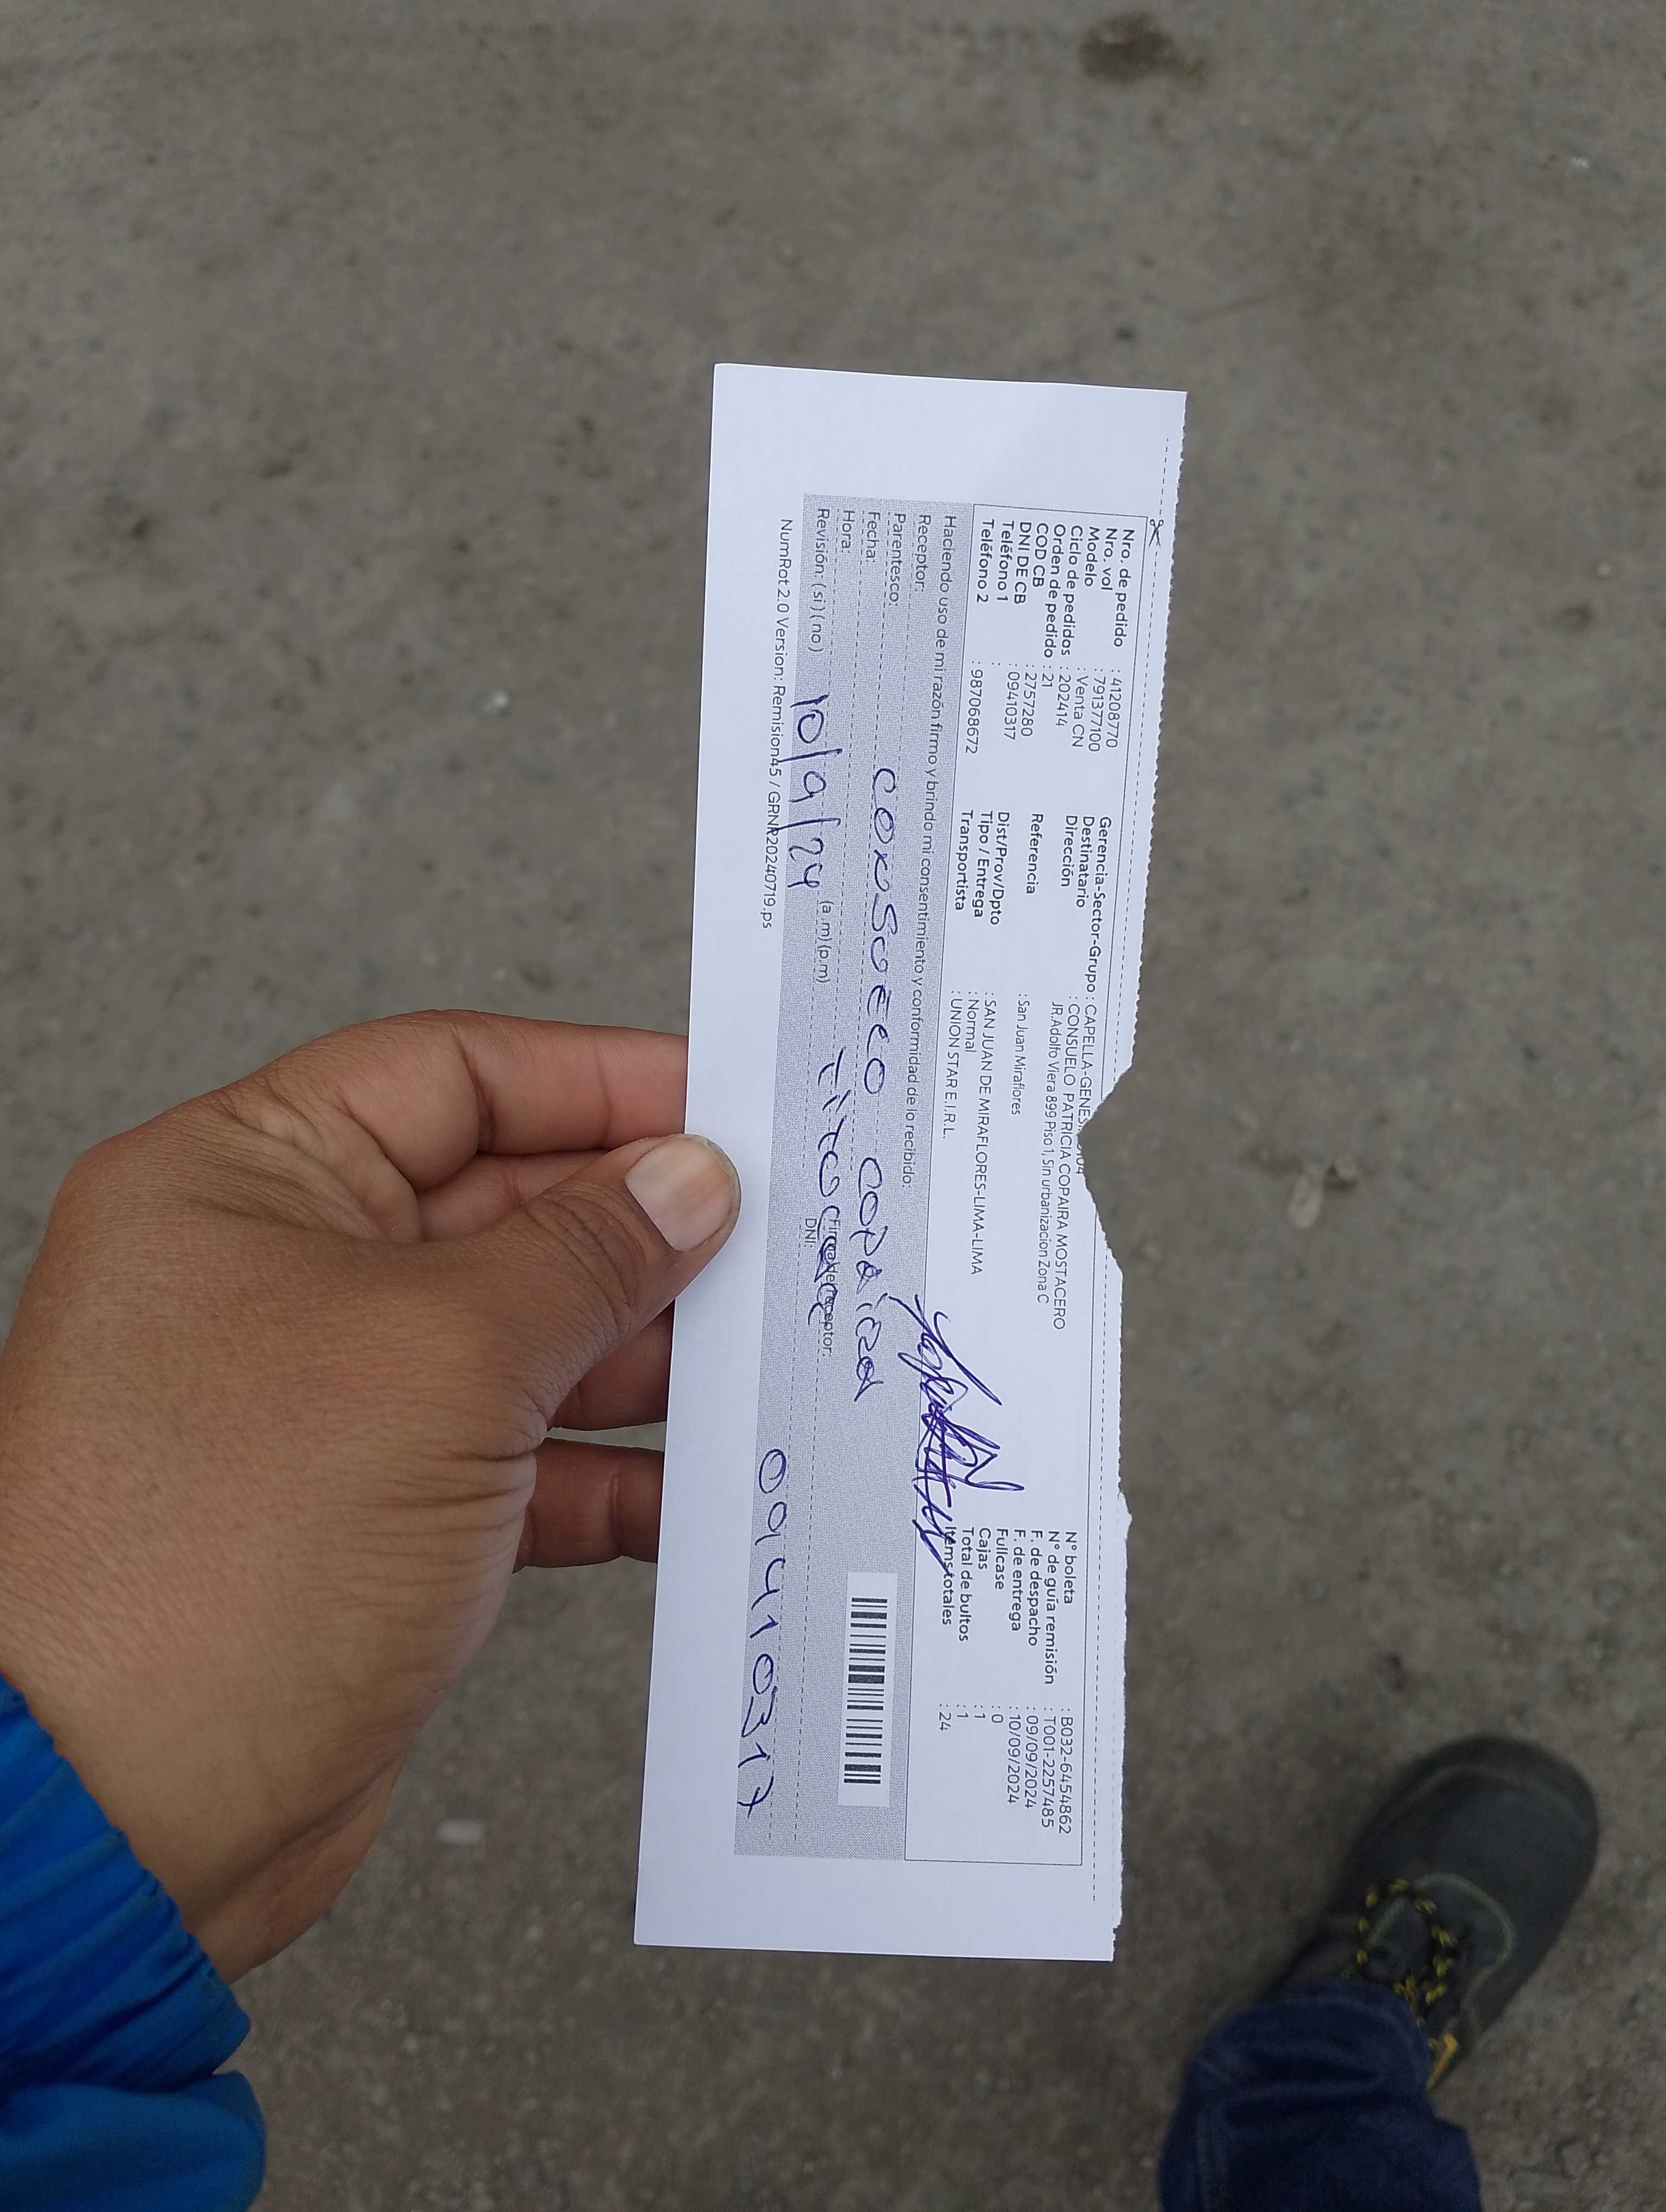 Nro. de pedido : 41208770
Nro. vol : 791377100
Modelo : Venta CN
Ciclo de pedidos : 202414
Orden de pedido : 21
COD CB : 2757280
DNI DE CB : 09410317
Teléfono 1 :
Teléfono 2 : 987068672
Gerencia-Sector-Grupo : CAPELLA-GENES
Destinatario : CONSUELO PATRICIA COPAIRA MOSTACERO
Dirección JR.Adolfo Viera 899 Piso 1, Sin urbanizacion Zona C
Referencia : San Juan Miraflores
Dist/Prov/Dpto : SAN JUAN DE MIRAFLORES-LIMA-LIMA
Tipo / Entrega : Normal
Transportista : UNION STAR E.I.R.L.
N° boleta : B032-6454862
N° de guía remisión : T001-2257485
F. de despacho : 09/09/2024
F. de entrega : 10/09/2024
Fullcase : 0
Cajas : 1
Total de bultos : 1
Items totales : 24
Haciendo uso de mi razón firmo y brindo mi consentimiento y conformidad de lo recibido:
Receptor: Consuelo Copaira
Parentesco: Titular
Fecha: 10/9/24
Hora: (a.m)(p.m)
Firma del receptor:
Revisión: (si)(no)
DNI: 09410317
NumRot 2.0 Version: Remision45 / GRNR20240719.ps